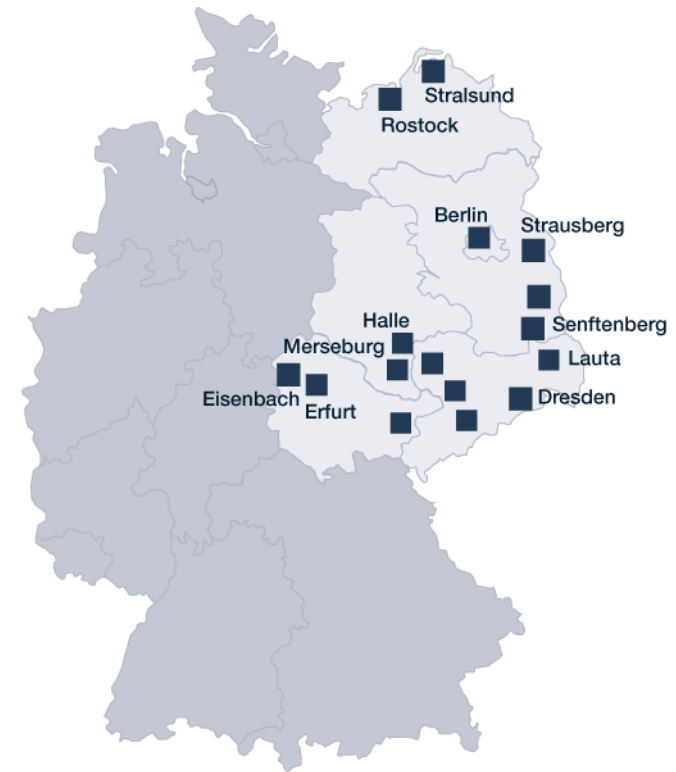 Stralsund
Rostock
Berlin
Strausberg
Halle
Senftenberg
Merseburg
Lauta
Eisenbach
Dresden
Erfurt